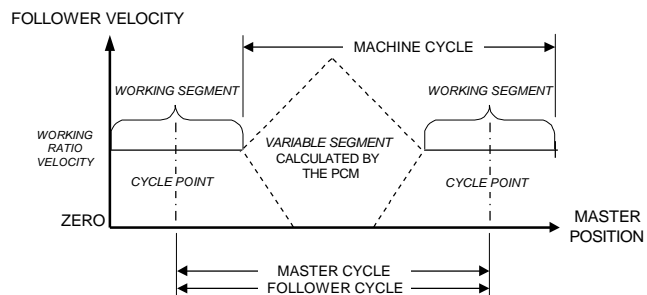 FOLLOWER VELOCITY
MACHINE CYCLE
WORKING SEGMENT
WORKING SEGMENT
WORKING
RATIO
VELOCITY
VARIABLE SEGMENT
CALCULATED BY
THE PCM
CYCLE POINT
CYCLE POINT
ZERO
MASTER
POSITION
MASTER CYCLE
FOLLOWER CYCLE